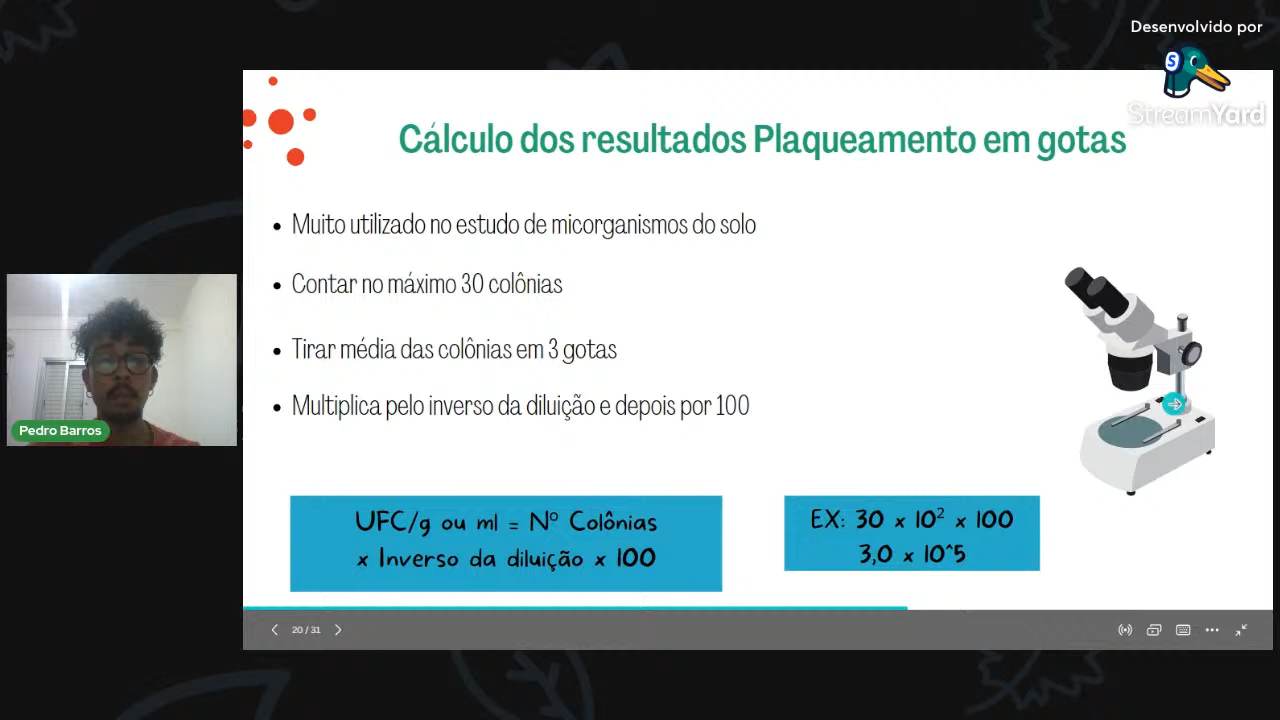 Desenvolvido por
S
StreamYard
Cálculo dos resultados Plaqueamento em gotas
• Muito utilizado no estudo de micorganismos do solo
• Contar no máximo 30 colônias
• Tirar média das colônias em 3 gotas
• Multiplica pelo inverso da diluição e depois por 100
Pedro Barros
UFC/g ou ml = Nº Colônias
x Inverso da diluição x 100
EX: 30 x 10² x 100
3,0 x 10^5
20 / 31